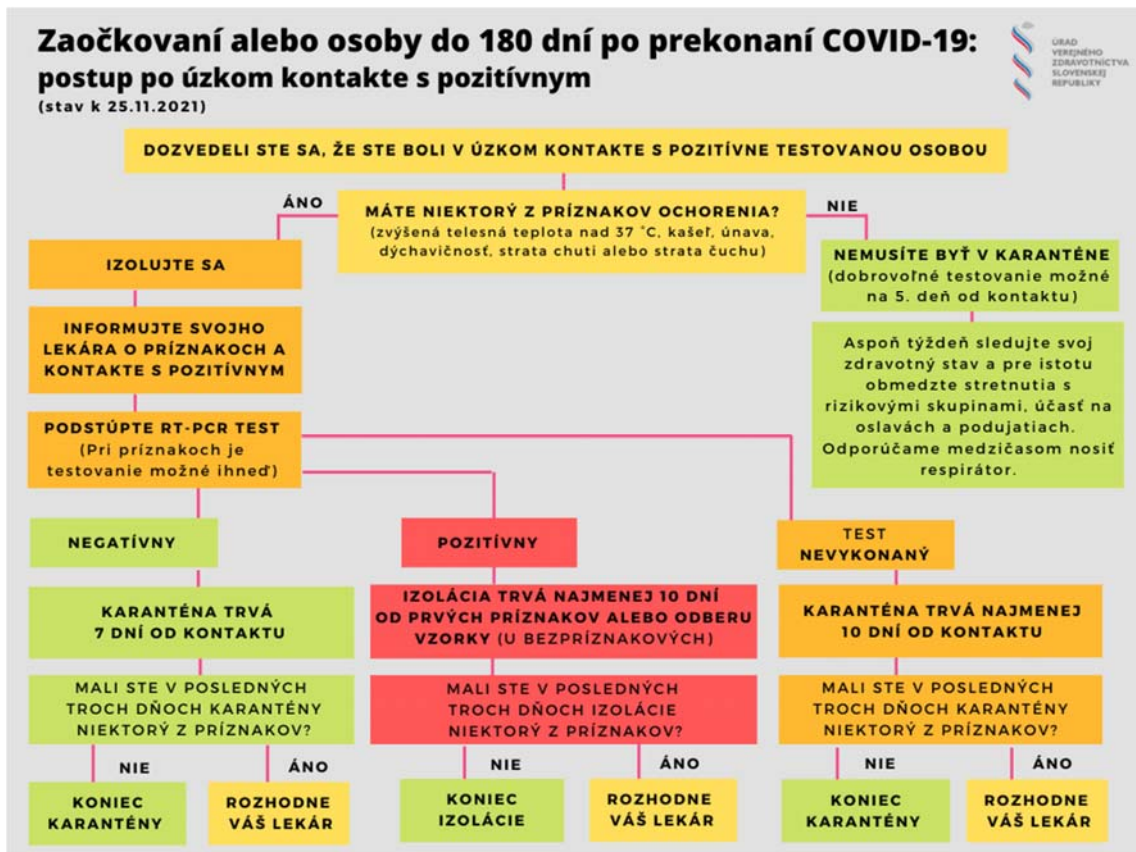 Zaočkovaní alebo osoby do 180 dní po prekonaní COVID-19:
postup po úzkom kontakte s pozitívnym
(stav k 25.11.2021)
ÚRAD
VEREJNÉHO
ZDRAVOTNÍCTVA
SLOVENSKEJ
REPUBLIKY
DOZVEDELI STE SA, ŽE STE BOLI V ÚZKOM KONTAKTE S POZITÍVNE TESTOVANOU OSOBOU
ÁNO
MÁTE NIEKTORÝ Z PRÍZNAKOV OCHORENIA?
(zvýšená telesná teplota nad 37 °C, kašeľ, únava,
dýchavičnosť, strata chuti alebo strata čuchu)
NIE
IZOLUJTE SA
INFORMUJTE SVOJHO
LEKÁRA O PRÍZNAKOCH A
KONTAKTE S POZITÍVNYM
PODSTÚPTE RT-PCR TEST
(Pri príznakoch je
testovanie možné ihneď)
NEMUSÍTE BYŤ V KARANTÉNE
(dobrovoľné testovanie možné
na 5. deň od kontaktu)
Aspoň týždeň sledujte svoj
zdravotný stav a pre istotu
obmedzte stretnutia s
rizikovými skupinami, účasť na
oslavách a podujatiach.
Odporúčame medzičasom nosiť
respirátor.
NEGATÍVNY
KARANTÉNA TRVÁ
7 DNÍ OD KONTAKTU
MALI STE V POSLEDNÝCH
TROCH DŇOCH KARANTÉNY
NIEKTORÝ Z PRÍZNAKOV?
NIE
ÁNO
KONIEC
KARANTÉNY
ROZHODNE
VÁŠ LEKÁR
POZITÍVNY
IZOLÁCIA TRVÁ NAJMENEJ 10 DNÍ
OD PRVÝCH PRÍZNAKOV ALEBO ODBERU
VZORKY (U BEZPRÍZNAKOVÝCH)
MALI STE V POSLEDNÝCH
TROCH DŇOCH IZOLÁCIE
NIEKTORÝ Z PRÍZNAKOV?
NIE
ÁNO
KONIEC
IZOLÁCIE
ROZHODNE
VÁŠ LEKÁR
TEST
NEVYKONANÝ
KARANTÉNA TRVÁ NAJMENEJ
10 DNÍ OD KONTAKTU
MALI STE V POSLEDNÝCH
TROCH DŇOCH KARANTÉNY
NIEKTORÝ Z PRÍZNAKOV?
NIE
ÁNO
KONIEC
KARANTÉNY
ROZHODNE
VÁŠ LEKÁR